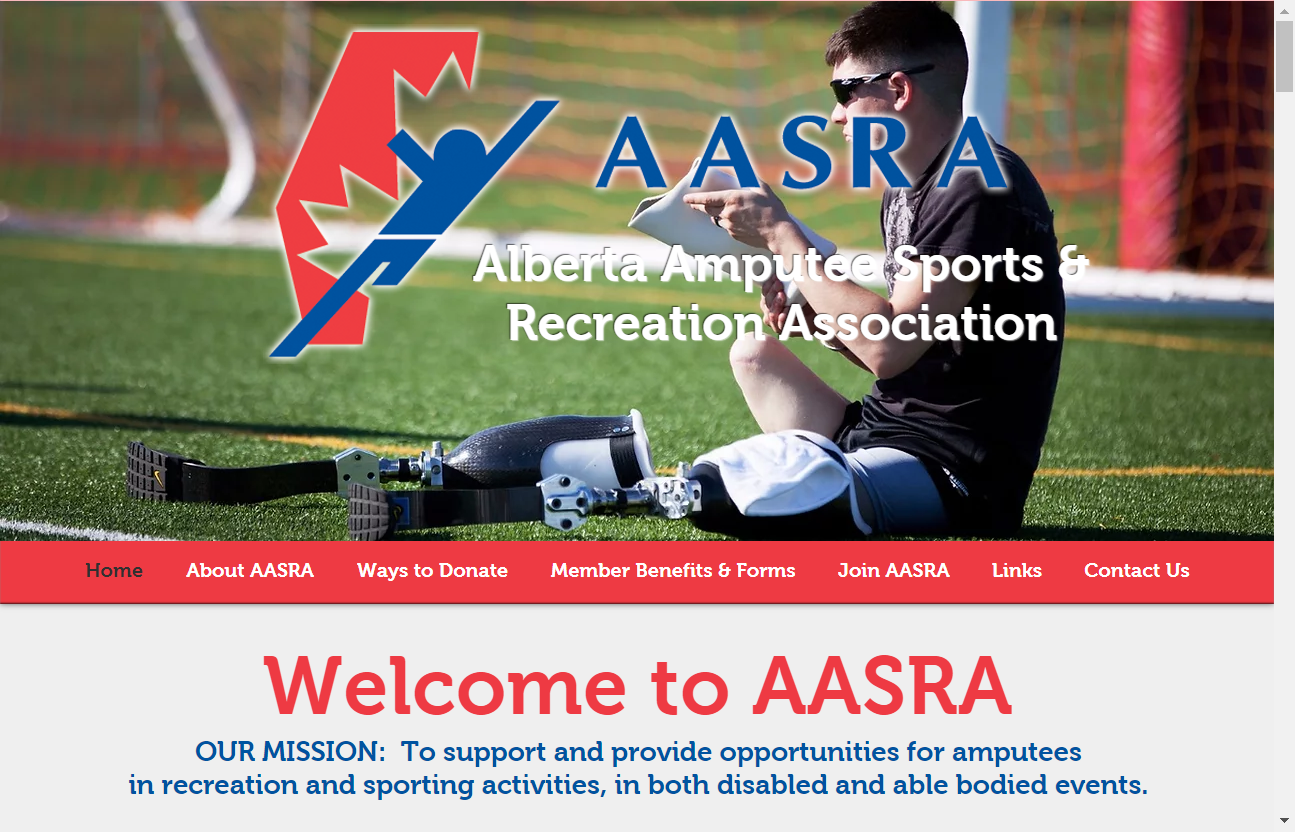 AASRA
Alberta Amputee Sports &
Recreation Association
Home About AASRA Ways to Donate Member Benefits & Forms Join AASRA Links Contact Us
Welcome to AASRA
OUR MISSION: To support and provide opportunities for amputees
in recreation and sporting activities, in both disabled and able bodied events.